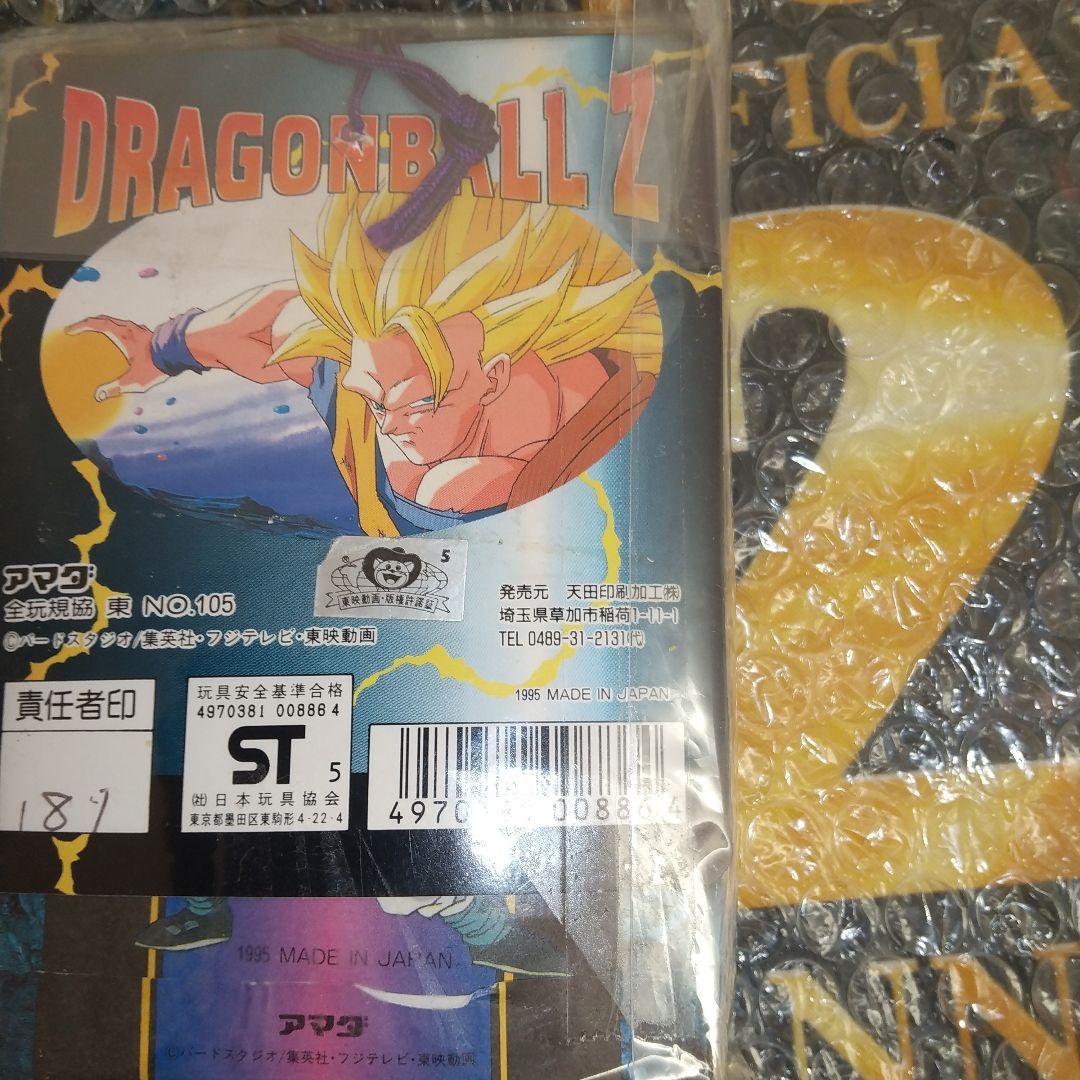 DRAGONBALL Z
FICIA
2
NN
5
東映動画・版権許諾証
アマダ
全玩規協 東 NO.105
©バードスタジオ/集英社・フジテレビ・東映動画
発売元 天田印刷加工㈱
埼玉県草加市稲荷1-11-1
TEL 0489-31-2131㈹
1995 MADE IN JAPAN
責任者印
189
玩具安全基準合格
4970381 008864
ST 5
㈳日本玩具協会
東京都墨田区東駒形4-22-4
4970381 008864
1995 MADE IN JAPAN
アマダ
©バードスタジオ/集英社・フジテレビ・東映動画